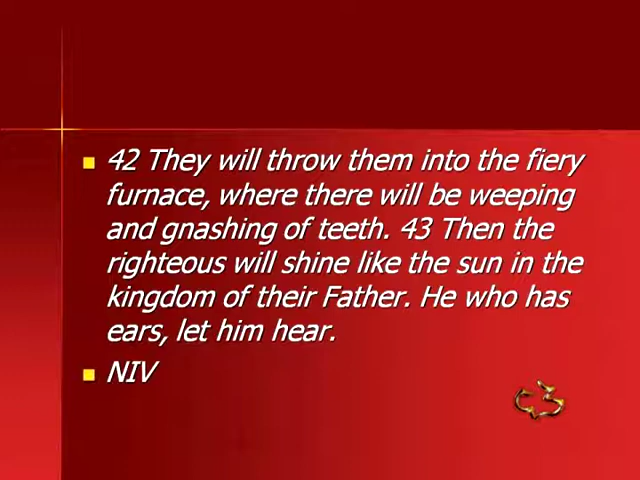 42 They will throw them into the fiery
furnace, where there will be weeping
and gnashing of teeth. 43 Then the
righteous will shine like the sun in the
kingdom of their Father. He who has
ears, let him hear.
NIV